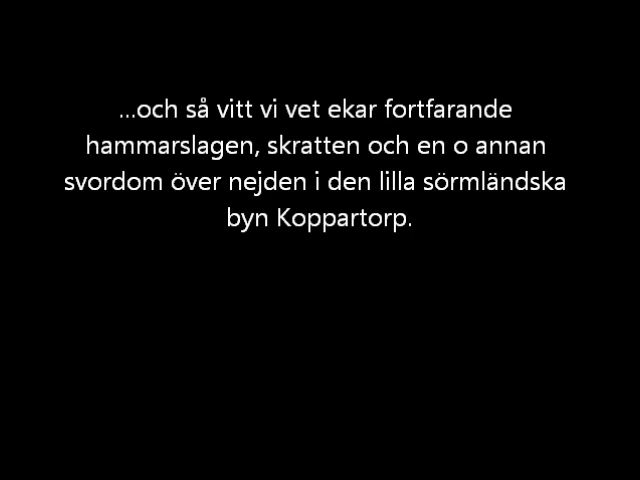 ...och så vitt vi vet ekar fortfarande
hammarslagen, skratten och en o annan
svordom över nejden i den lilla sörmländska
byn Koppartorp.